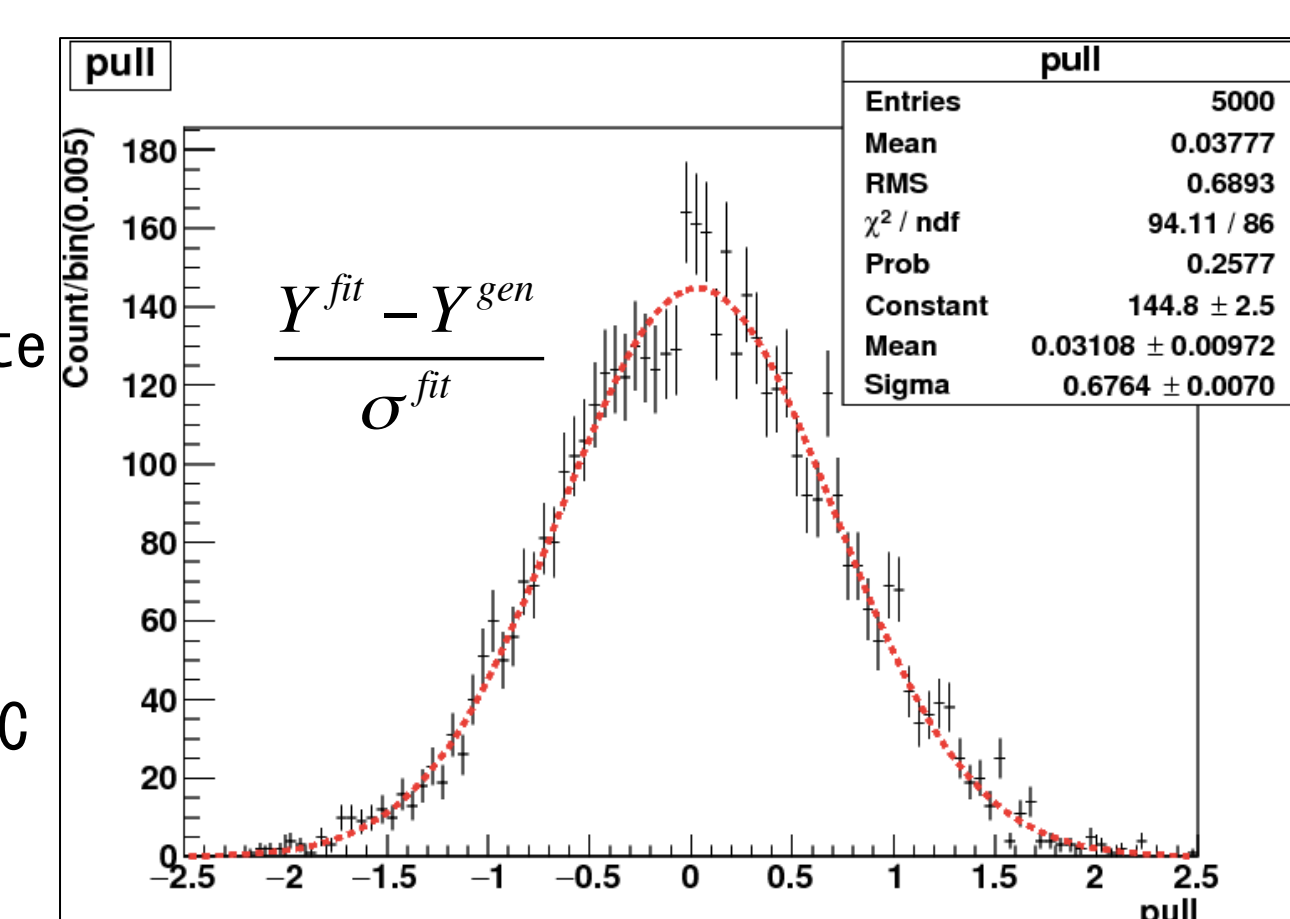 pull
pull
Entries 5000
Mean 0.03777
RMS 0.6893
χ² / ndf 94.11 / 86
Prob 0.2577
Constant 144.8 ± 2.5
Mean 0.03108 ± 0.00972
Sigma 0.6764 ± 0.0070
Count/bin(0.005)
180
160
140
120
100
80
60
40
20
0
Y^fit − Y^gen
σ^fit
te
C
−2.5 −2 −1.5 −1 −0.5 0 0.5 1 1.5 2 2.5
pull